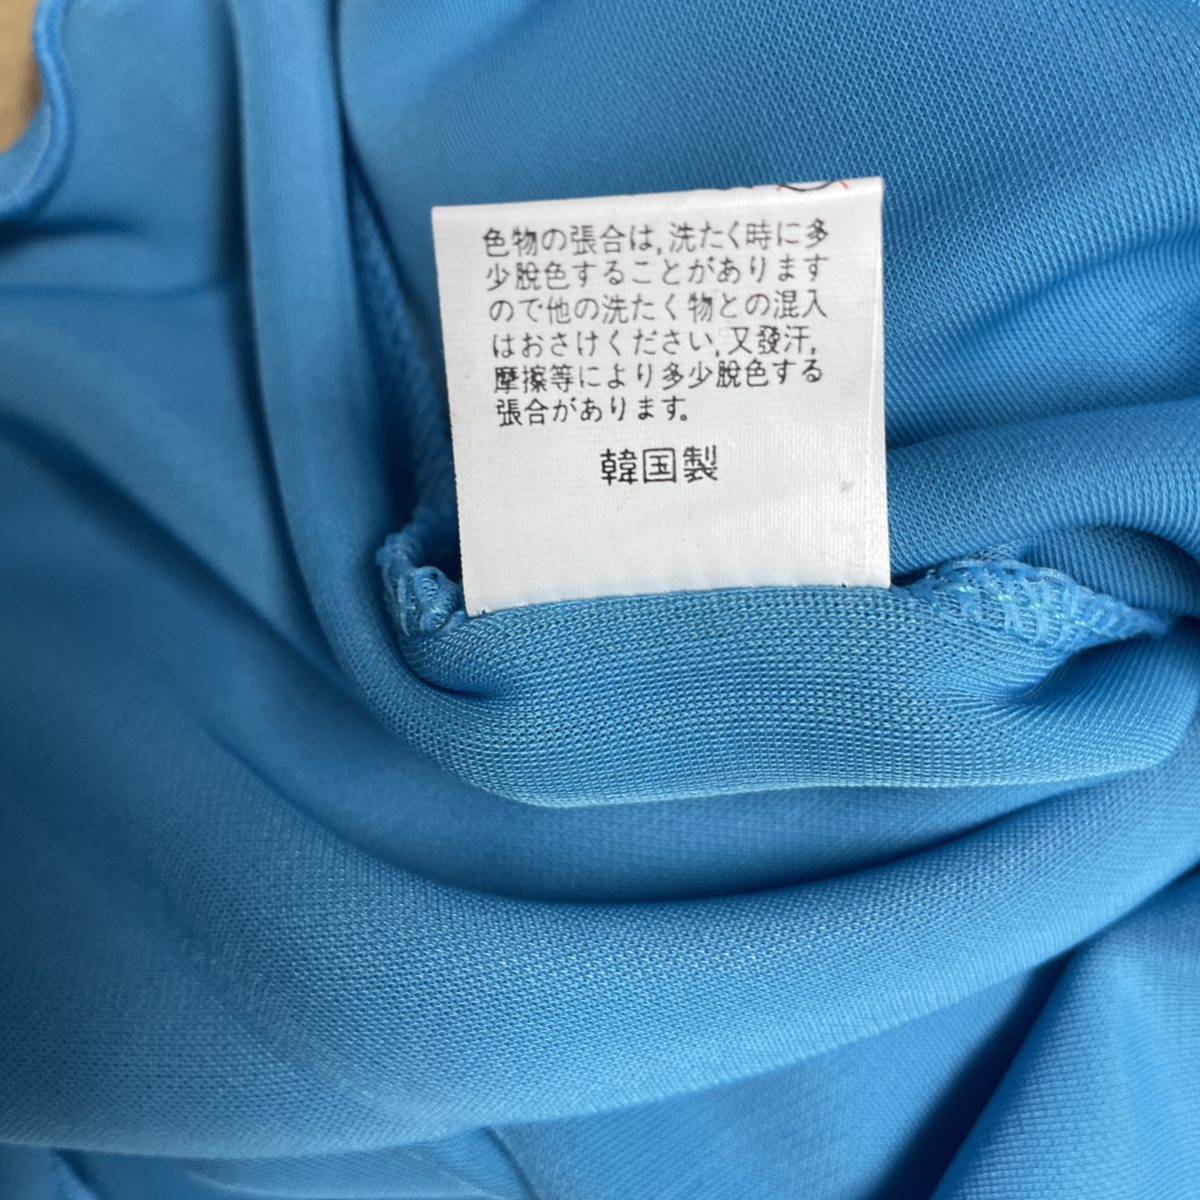 色物の張合は,洗たく時に多
少脱色することがあります
ので他の洗たく物との混入
はおさけください,又發汗,
摩擦等により多少脱色する
張合があります。
韓国製